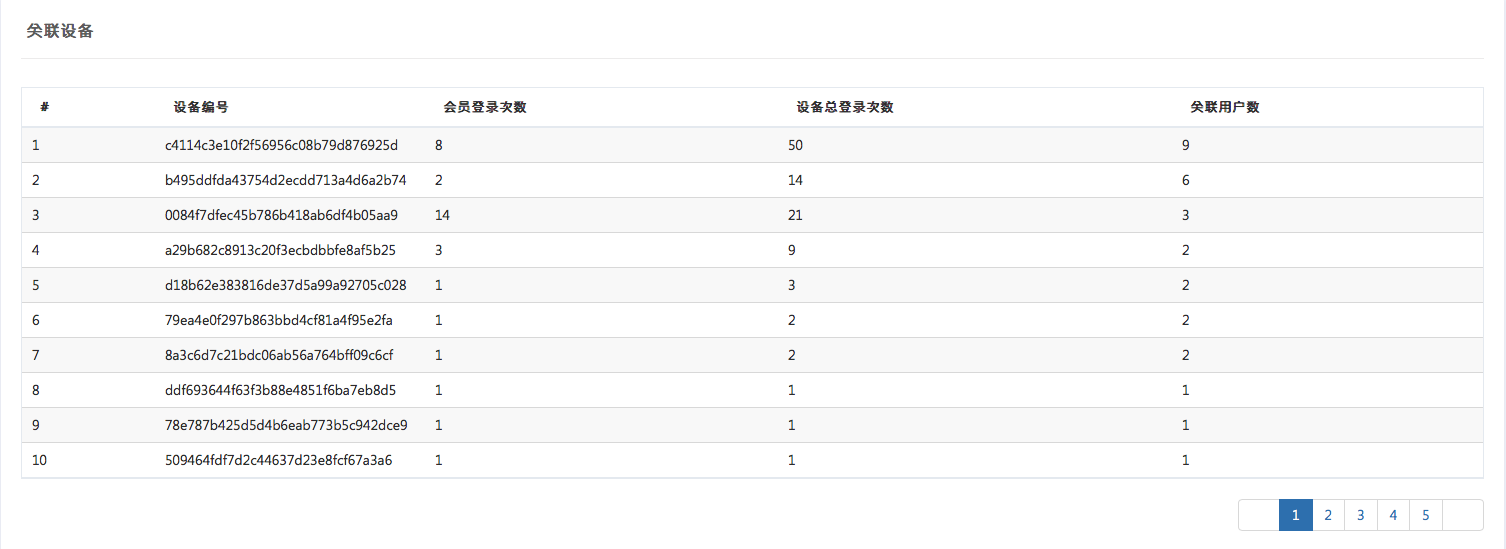 关联设备
# 设备编号 会员登录次数 设备总登录次数 关联用户数
1 c4114c3e10f2f56956c08b79d876925d 8 50 9
2 b495ddfda43754d2ecdd713a4d6a2b74 2 14 6
3 0084f7dfec45b786b418ab6df4b05aa9 14 21 3
4 a29b682c8913c20f3ecbdbbfe8af5b25 3 9 2
5 d18b62e383816de37d5a99a92705c028 1 3 2
6 79ea4e0f297b863bbd4cf81a4f95e2fa 1 2 2
7 8a3c6d7c21bdc06ab56a764bff09c6cf 1 2 2
8 ddf693644f63f3b88e4851f6ba7eb8d5 1 1 1
9 78e787b425d5d4b6eab773b5c942dce9 1 1 1
10 509464fdf7d2c44637d23e8fcf67a3a6 1 1 1
1 2 3 4 5